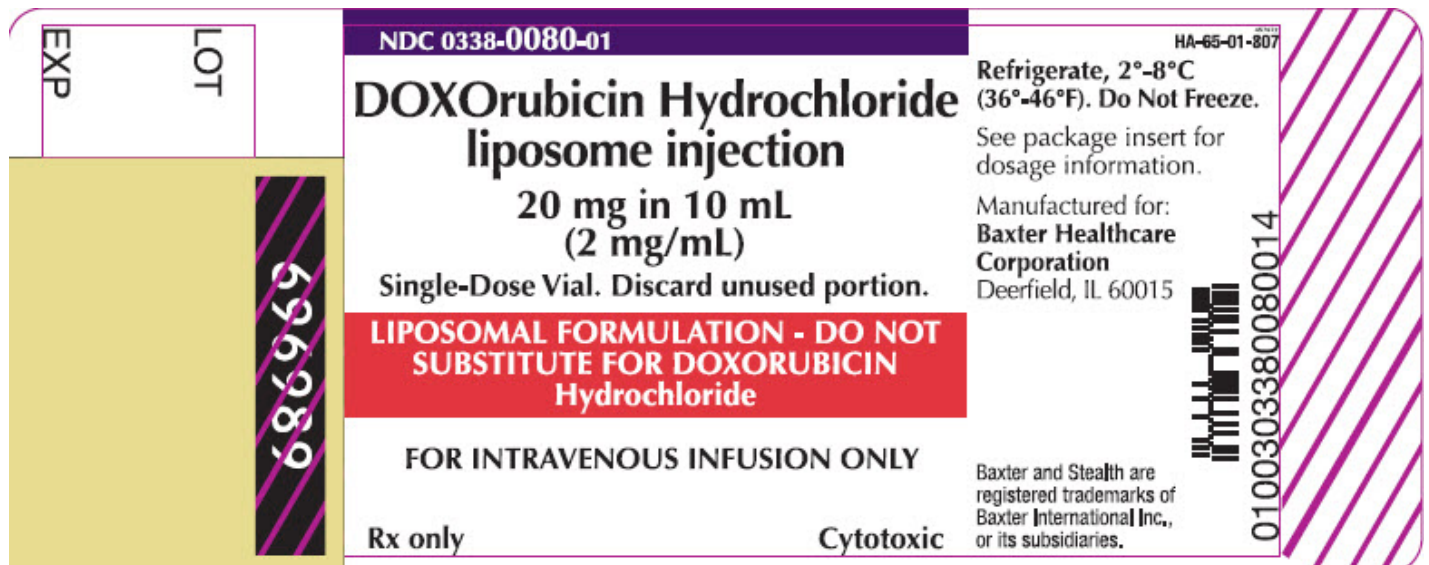 EXP
LOT
6869699
NDC 0338-0080-01
DOXOrubicin Hydrochloride
liposome injection
20 mg in 10 mL
(2 mg/mL)
Single-Dose Vial. Discard unused portion.
LIPOSOMAL FORMULATION - DO NOT
SUBSTITUTE FOR DOXORUBICIN
Hydrochloride
FOR INTRAVENOUS INFUSION ONLY
Rx only
Cytotoxic
HA-65-01-807
Refrigerate, 2°-8°C
(36°-46°F). Do Not Freeze.
See package insert for
dosage information.
Manufactured for:
Baxter Healthcare
Corporation
Deerfield, IL 60015
Baxter and Stealth are
registered trademarks of
Baxter International Inc.,
or its subsidiaries.
0100303380080014